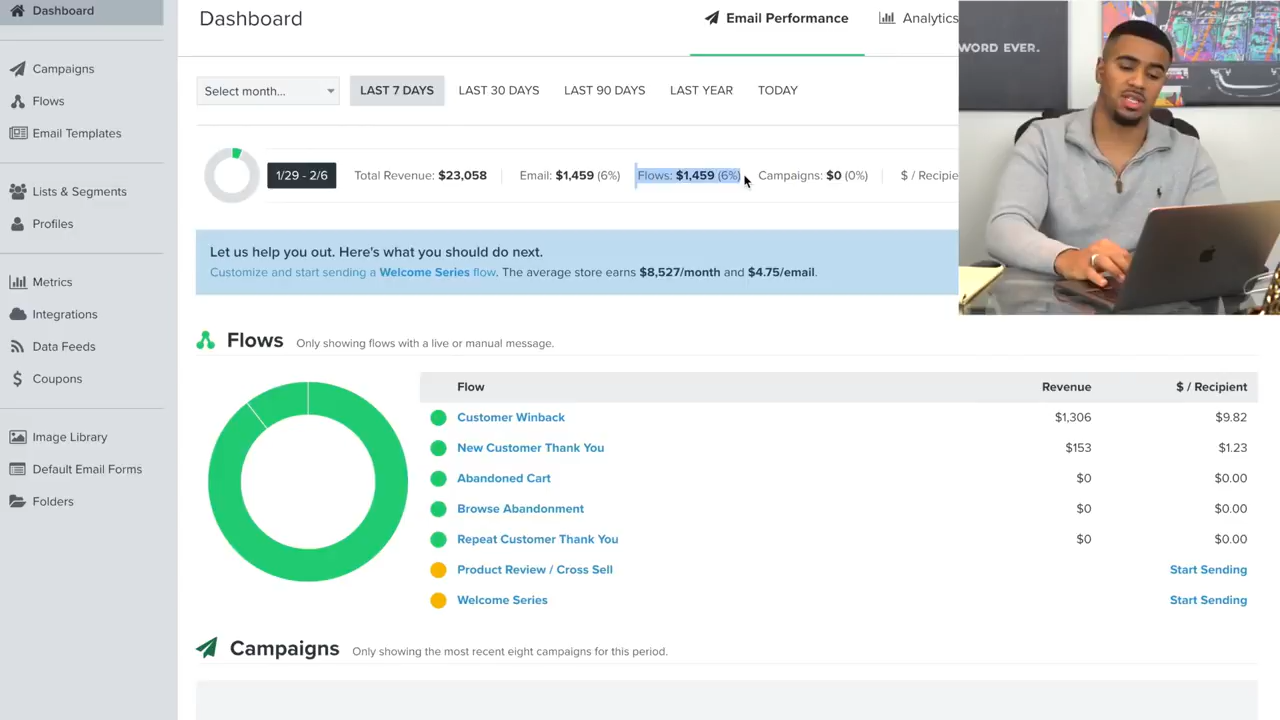 Dashboard
Dashboard
Email Performance
Analytics
WORD EVER.
Campaigns
Flows
Email Templates
Lists & Segments
Profiles
Metrics
Integrations
Data Feeds
Coupons
Image Library
Default Email Forms
Folders
Select month...
LAST 7 DAYS
LAST 30 DAYS
LAST 90 DAYS
LAST YEAR
TODAY
1/29 - 2/6
Total Revenue: $23,058
Email: $1,459 (6%)
Flows: $1,459 (6%)
Campaigns: $0 (0%)
$ / Recipie
Let us help you out. Here's what you should do next.
Customize and start sending a Welcome Series flow. The average store earns $8,527/month and $4.75/email.
Flows Only showing flows with a live or manual message.
Flow Revenue $ / Recipient
Customer Winback $1,306 $9.82
New Customer Thank You $153 $1.23
Abandoned Cart $0 $0.00
Browse Abandonment $0 $0.00
Repeat Customer Thank You $0 $0.00
Product Review / Cross Sell Start Sending
Welcome Series Start Sending
Campaigns Only showing the most recent eight campaigns for this period.